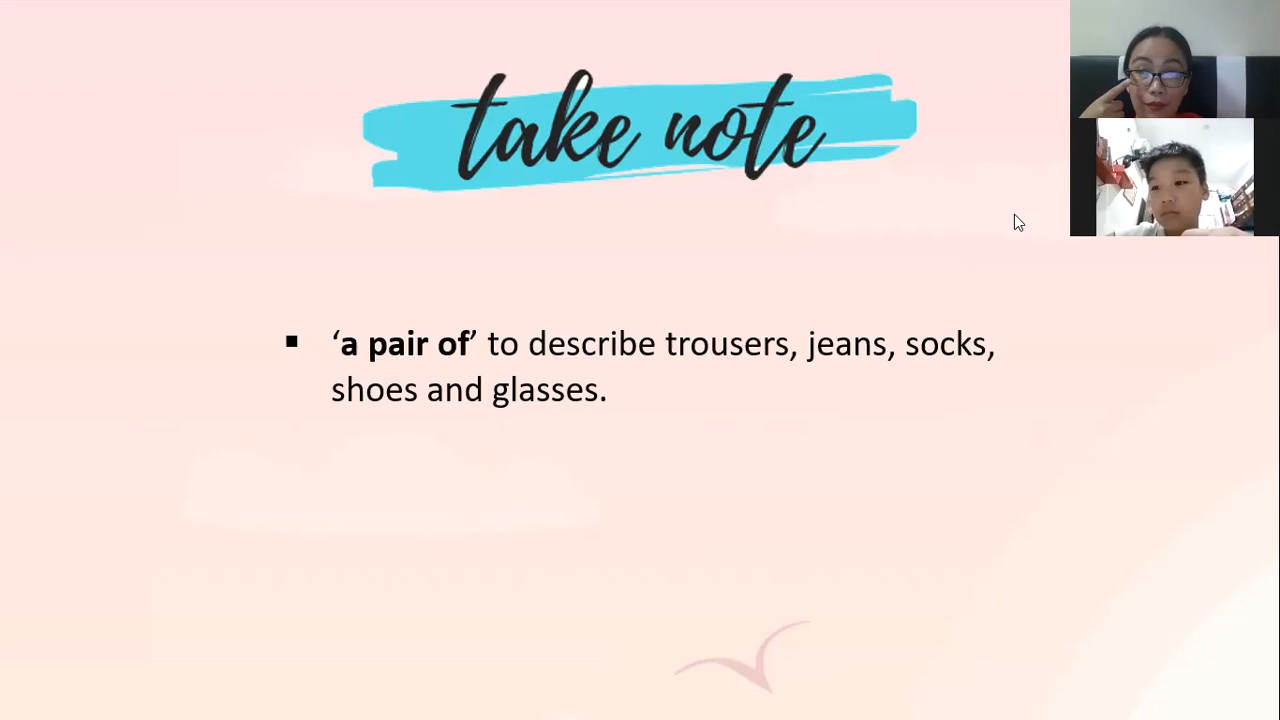 take note
▪ ‘a pair of’ to describe trousers, jeans, socks,
shoes and glasses.